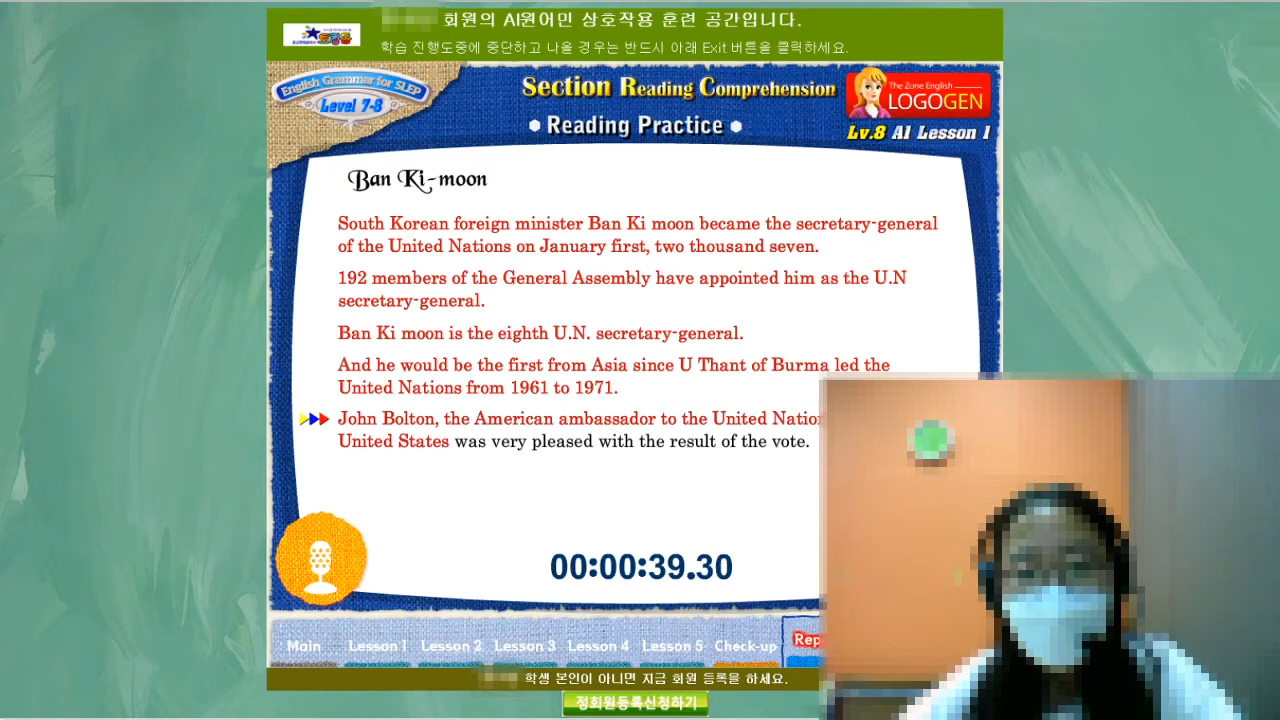 회원의 AI원어민 상호작용 훈련 공간입니다.
학습 진행도중에 중단하고 나올 경우는 반드시 아래 Exit 버튼을 클릭하세요.
English Grammar for SLEP
Level 7-8
Section Reading Comprehension
Reading Practice
The Zone English
LOGOGEN
Lv.8 AI Lesson 1
Ban Ki-moon
South Korean foreign minister Ban Ki moon became the secretary-general
of the United Nations on January first, two thousand seven.
192 members of the General Assembly have appointed him as the U.N
secretary-general.
Ban Ki moon is the eighth U.N. secretary-general.
And he would be the first from Asia since U Thant of Burma led the
United Nations from 1961 to 1971.
John Bolton, the American ambassador to the United
United States was very pleased with the result of the vote.
00:00:39.30
Main Lesson 1 Lesson 2 Lesson 3 Lesson 4 Lesson 5 Check-up
학생 본인이 아니면 지금 회원 등록을 하세요.
정회원등록신청하기